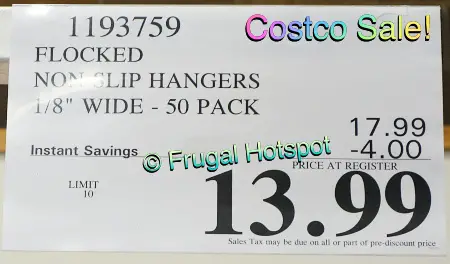 1193759
Costco Sale!
FLOCKED
NON SLIP HANGERS
1/8" WIDE - 50 PACK
17.99
Instant Savings -4.00
© Frugal Hotspot
PRICE AT REGISTER
LIMIT
10
13.99
Sales Tax may be due on all or part of pre-discount price